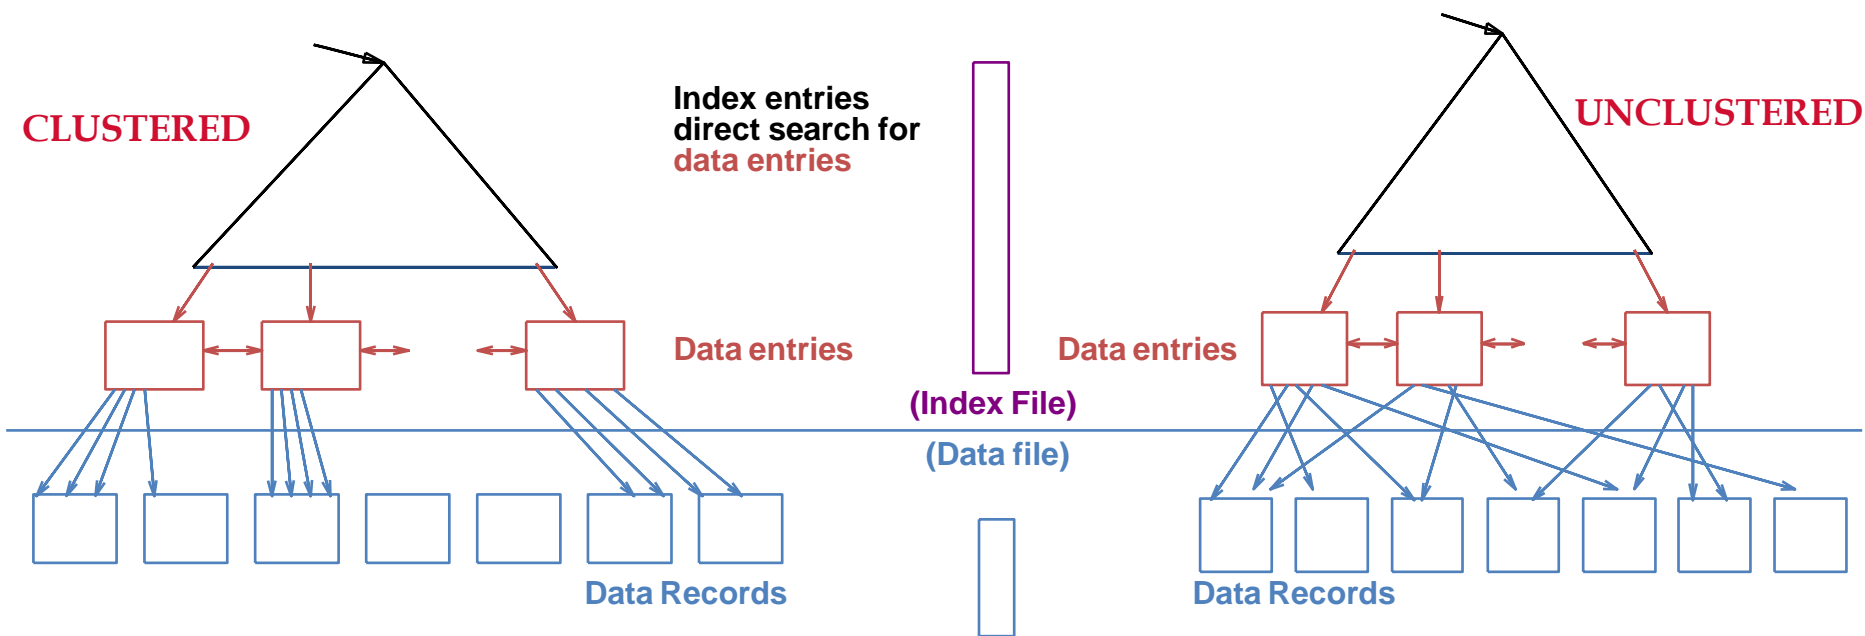 CLUSTERED
Index entries
direct search for
data entries
UNCLUSTERED
Data entries
Data entries
(Index File)
(Data file)
Data Records
Data Records